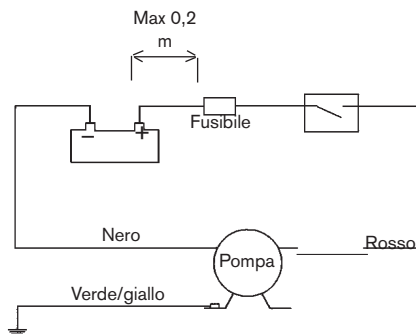 Max 0,2
m
− +
Fusibile
Nero
Rosso
Pompa
Verde/giallo